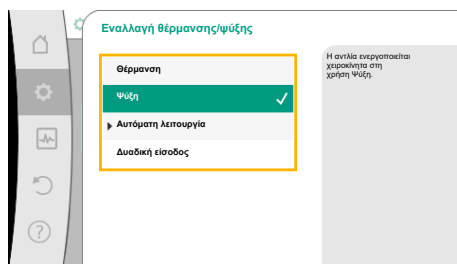 Εναλλαγή θέρμανσης/ψύξης
Θέρμανση
Ψύξη
Αυτόματη λειτουργία
Δυαδική είσοδος
Η αντλία ενεργοποιείται
χειροκίνητα στη
χρήση Ψύξη.